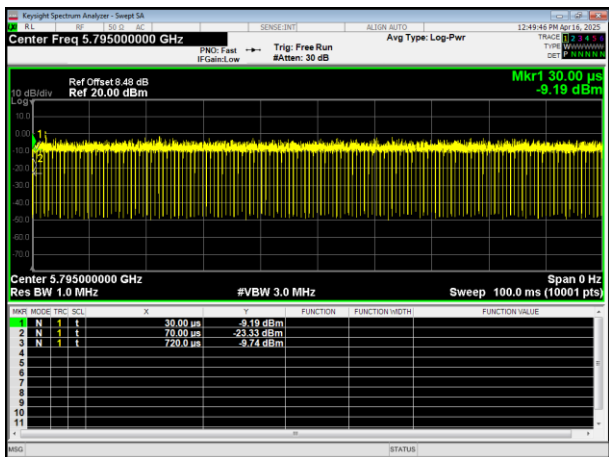 Keysight Spectrum Analyzer - Swept SA
RL RF 50 Ω AC SENSE:INT ALIGN AUTO 12:49:46 PM Apr 16, 2025
Center Freq 5.795000000 GHz Avg Type: Log-Pwr TRACE 1 2 3 4 5 6
PNO: Fast Trig: Free Run TYPE WWWWWW
IFGain:Low #Atten: 30 dB DET P NNNNN
Mkr1 30.00 µs
Ref Offset 8.48 dB
10 dB/div Ref 20.00 dBm -9.19 dBm
Log
10.0
0.00
-10.0
-20.0
-30.0
-40.0
-50.0
-60.0
-70.0
1
2
Center 5.795000000 GHz Span 0 Hz
Res BW 1.0 MHz #VBW 3.0 MHz Sweep 100.0 ms (10001 pts)
MKR MODE TRC SCL X Y FUNCTION FUNCTION WIDTH FUNCTION VALUE
1 N 1 t 30.00 µs -9.19 dBm
2 N 1 t 70.00 µs -23.33 dBm
3 N 1 t 720.0 µs -9.74 dBm
4
5
6
7
8
9
10
11
MSG STATUS